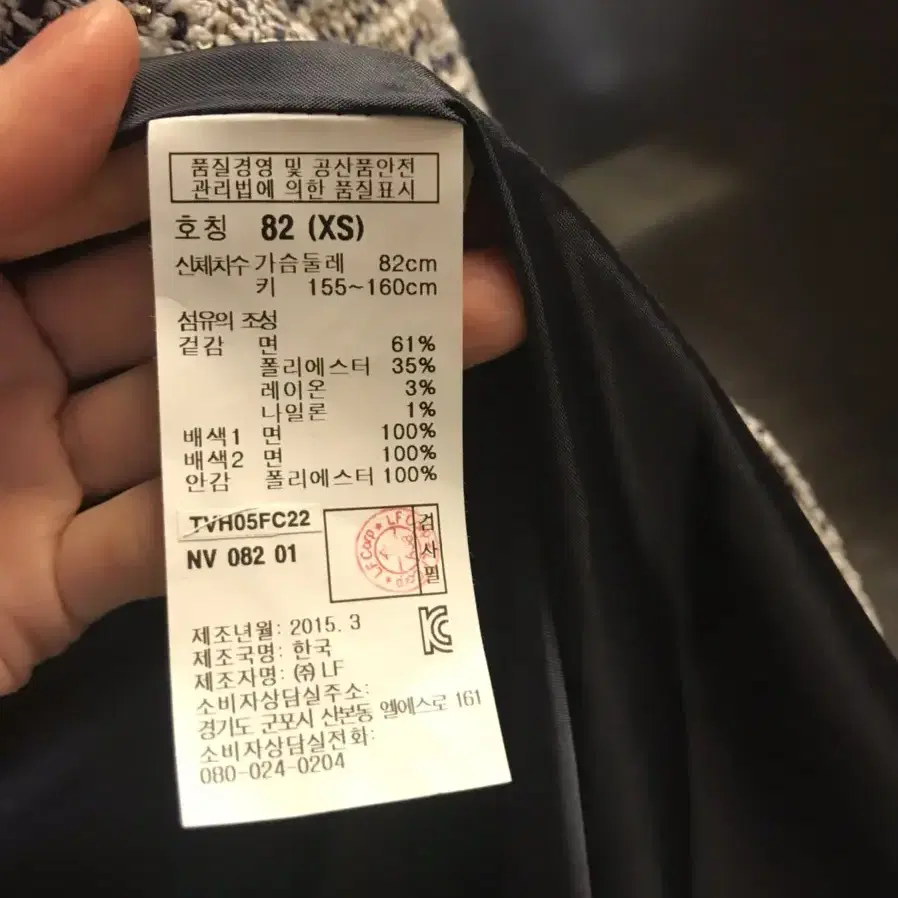 품질경영 및 공산품안전
관리법에 의한 품질표시
호칭 82 (XS)
신체치수 가슴둘레 82cm
키 155~160cm
섬유의 조성
겉감 면 61%
폴리에스터 35%
레이온 3%
나일론 1%
배색1 면 100%
배색2 면 100%
안감 폴리에스터 100%
TVH05FC22
NV 082 01
검사필
LF Corp
LF Corp
제조년월: 2015. 3
제조국명: 한국
제조자명: ㈜ LF
소비자상담실주소:
경기도 군포시 산본동 엘에스로 161
소비자상담실전화:
080-024-0204